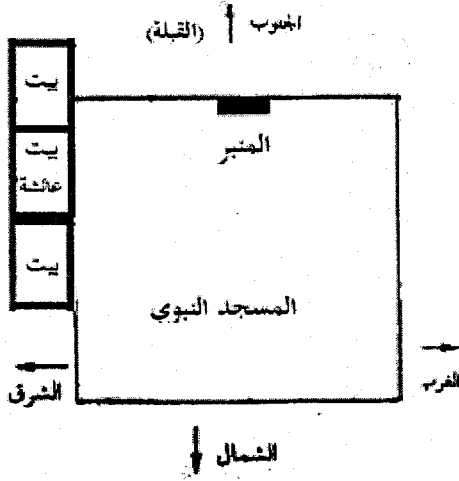 الجنوب (القبلة)
بيت
المنبر
بيت
عائشة
بيت
المسجد النبوي
الغرب
الشرق
الشمال